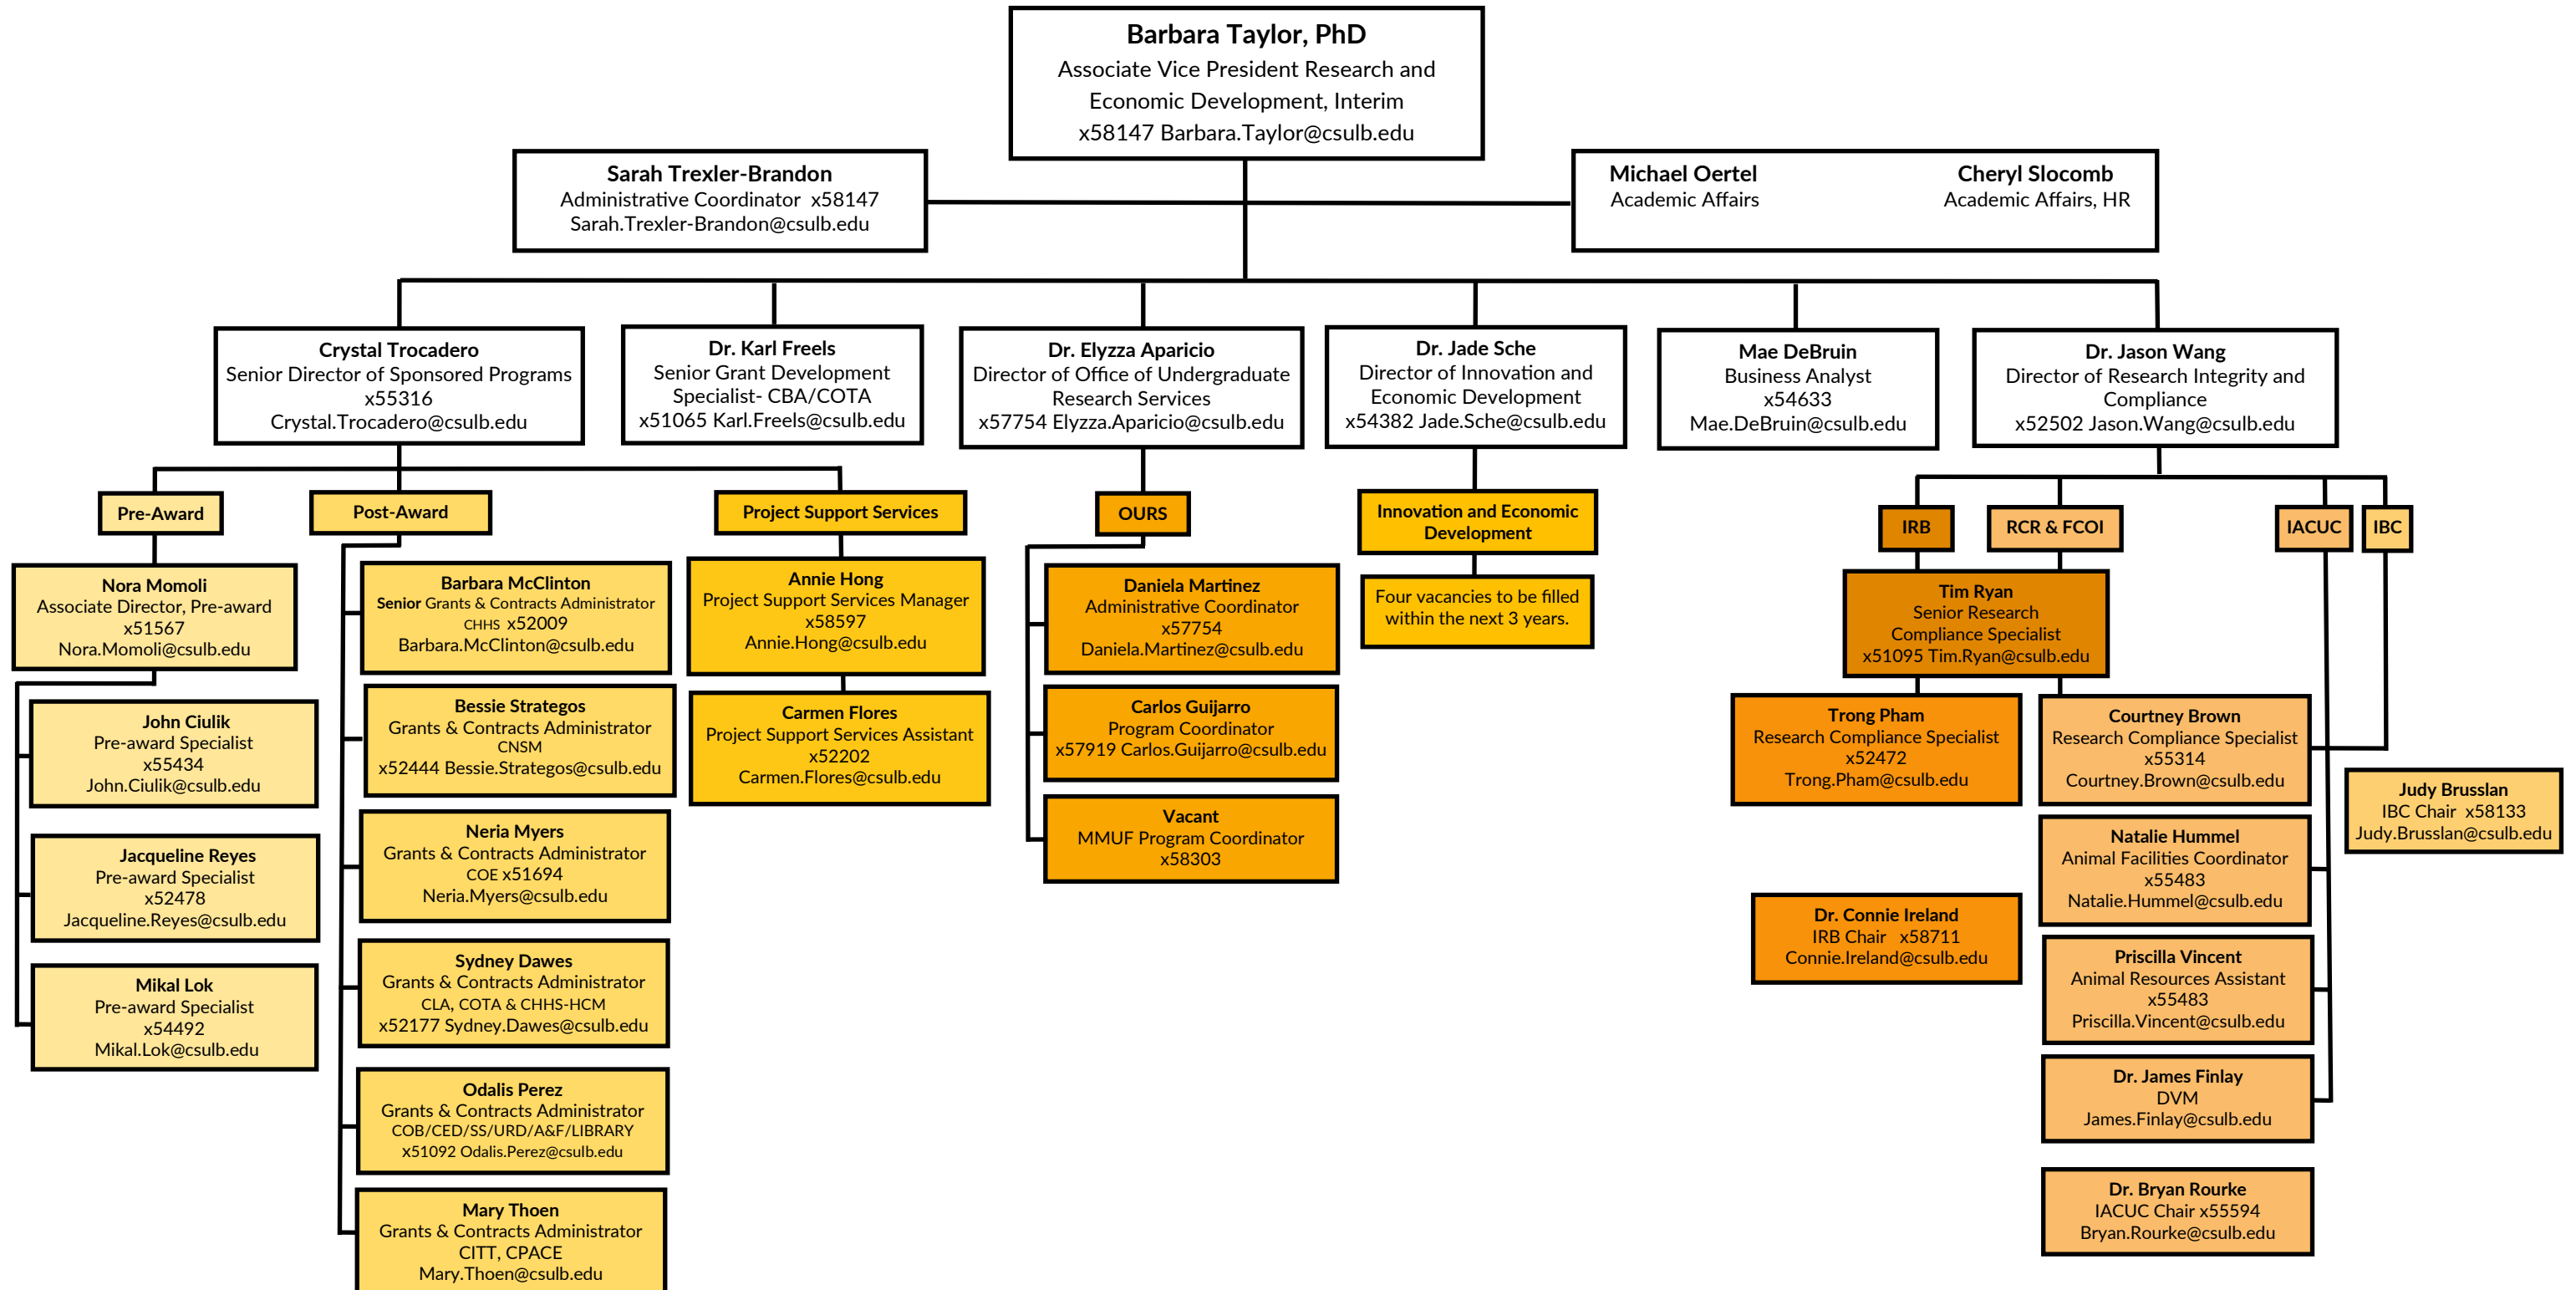 Barbara Taylor, PhD
Associate Vice President Research and
Economic Development, Interim
x58147 Barbara.Taylor@csulb.edu
Sarah Trexler-Brandon
Administrative Coordinator x58147
Sarah.Trexler-Brandon@csulb.edu
Michael Oertel
Academic Affairs
Cheryl Slocomb
Academic Affairs, HR
Crystal Trocadero
Senior Director of Sponsored Programs
x55316
Crystal.Trocadero@csulb.edu
Dr. Karl Freels
Senior Grant Development
Specialist- CBA/COTA
x51065 Karl.Freels@csulb.edu
Dr. Elyzza Aparicio
Director of Office of Undergraduate
Research Services
x57754 Elyzza.Aparicio@csulb.edu
Dr. Jade Sche
Director of Innovation and
Economic Development
x54382 Jade.Sche@csulb.edu
Mae DeBruin
Business Analyst
x54633
Mae.DeBruin@csulb.edu
Dr. Jason Wang
Director of Research Integrity and
Compliance
x52502 Jason.Wang@csulb.edu
Pre-Award
Nora Momoli
Associate Director, Pre-award
x51567
Nora.Momoli@csulb.edu
John Ciulik
Pre-award Specialist
x55434
John.Ciulik@csulb.edu
Jacqueline Reyes
Pre-award Specialist
x52478
Jacqueline.Reyes@csulb.edu
Mikal Lok
Pre-award Specialist
x54492
Mikal.Lok@csulb.edu
Post-Award
Barbara McClinton
Senior Grants & Contracts Administrator
CHHS x52009
Barbara.McClinton@csulb.edu
Bessie Strategos
Grants & Contracts Administrator
CNSM
x52444 Bessie.Strategos@csulb.edu
Neria Myers
Grants & Contracts Administrator
COE x51694
Neria.Myers@csulb.edu
Sydney Dawes
Grants & Contracts Administrator
CLA, COTA & CHHS-HCM
x52177 Sydney.Dawes@csulb.edu
Odalis Perez
Grants & Contracts Administrator
COB/CED/SS/URD/A&F/LIBRARY
x51092 Odalis.Perez@csulb.edu
Mary Thoen
Grants & Contracts Administrator
CITT, CPACE
Mary.Thoen@csulb.edu
Project Support Services
Annie Hong
Project Support Services Manager
x58597
Annie.Hong@csulb.edu
Carmen Flores
Project Support Services Assistant
x52202
Carmen.Flores@csulb.edu
OURS
Daniela Martinez
Administrative Coordinator
x57754
Daniela.Martinez@csulb.edu
Carlos Guijarro
Program Coordinator
x57919 Carlos.Guijarro@csulb.edu
Vacant
MMUF Program Coordinator
x58303
Innovation and Economic
Development
Four vacancies to be filled
within the next 3 years.
IRB
RCR & FCOI
IACUC
IBC
Tim Ryan
Senior Research
Compliance Specialist
x51095 Tim.Ryan@csulb.edu
Trong Pham
Research Compliance Specialist
x52472
Trong.Pham@csulb.edu
Dr. Connie Ireland
IRB Chair x58711
Connie.Ireland@csulb.edu
Courtney Brown
Research Compliance Specialist
x55314
Courtney.Brown@csulb.edu
Natalie Hummel
Animal Facilities Coordinator
x55483
Natalie.Hummel@csulb.edu
Priscilla Vincent
Animal Resources Assistant
x55483
Priscilla.Vincent@csulb.edu
Dr. James Finlay
DVM
James.Finlay@csulb.edu
Dr. Bryan Rourke
IACUC Chair x55594
Bryan.Rourke@csulb.edu
Judy Brusslan
IBC Chair x58133
Judy.Brusslan@csulb.edu